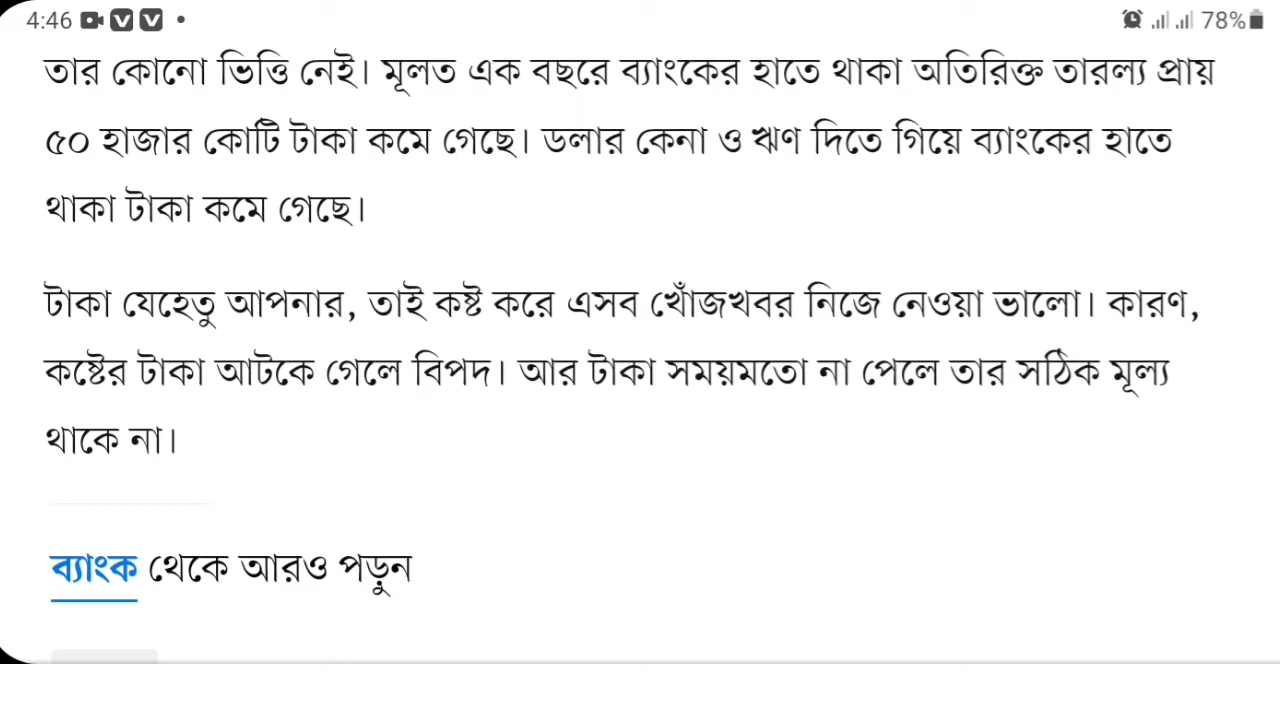 4:46
78%
তার কোনো ভিত্তি নেই। মূলত এক বছরে ব্যাংকের হাতে থাকা অতিরিক্ত তারল্য প্রায়
৫০ হাজার কোটি টাকা কমে গেছে। ডলার কেনা ও ঋণ দিতে গিয়ে ব্যাংকের হাতে
থাকা টাকা কমে গেছে।
টাকা যেহেতু আপনার, তাই কষ্ট করে এসব খোঁজখবর নিজে নেওয়া ভালো। কারণ,
কষ্টের টাকা আটকে গেলে বিপদ। আর টাকা সময়মতো না পেলে তার সঠিক মূল্য
থাকে না।
ব্যাংক থেকে আরও পড়ুন